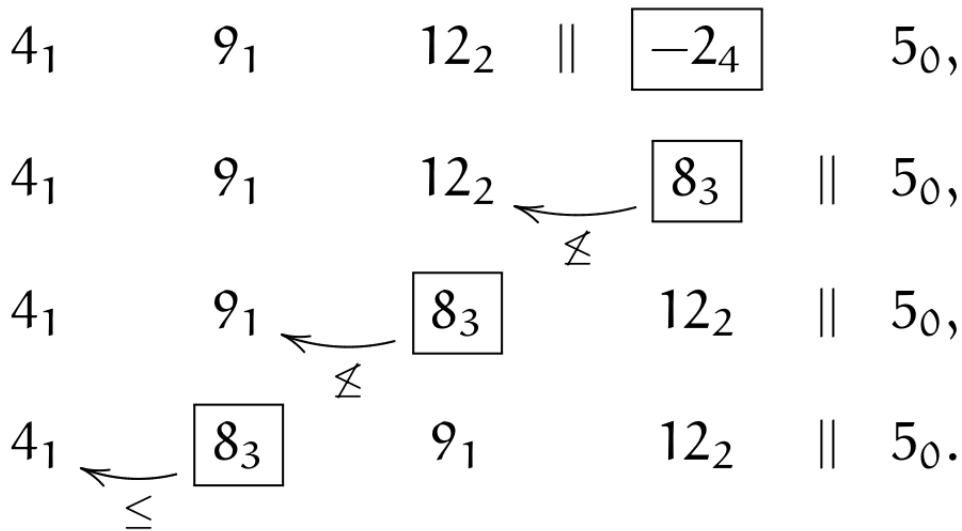 4₁ 9₁ 12₂ || −2₄ 5₀,
4₁ 9₁ 12₂ 8₃ || 5₀,
≰
4₁ 9₁ 8₃ 12₂ || 5₀,
≰
4₁ 8₃ 9₁ 12₂ || 5₀.
≤